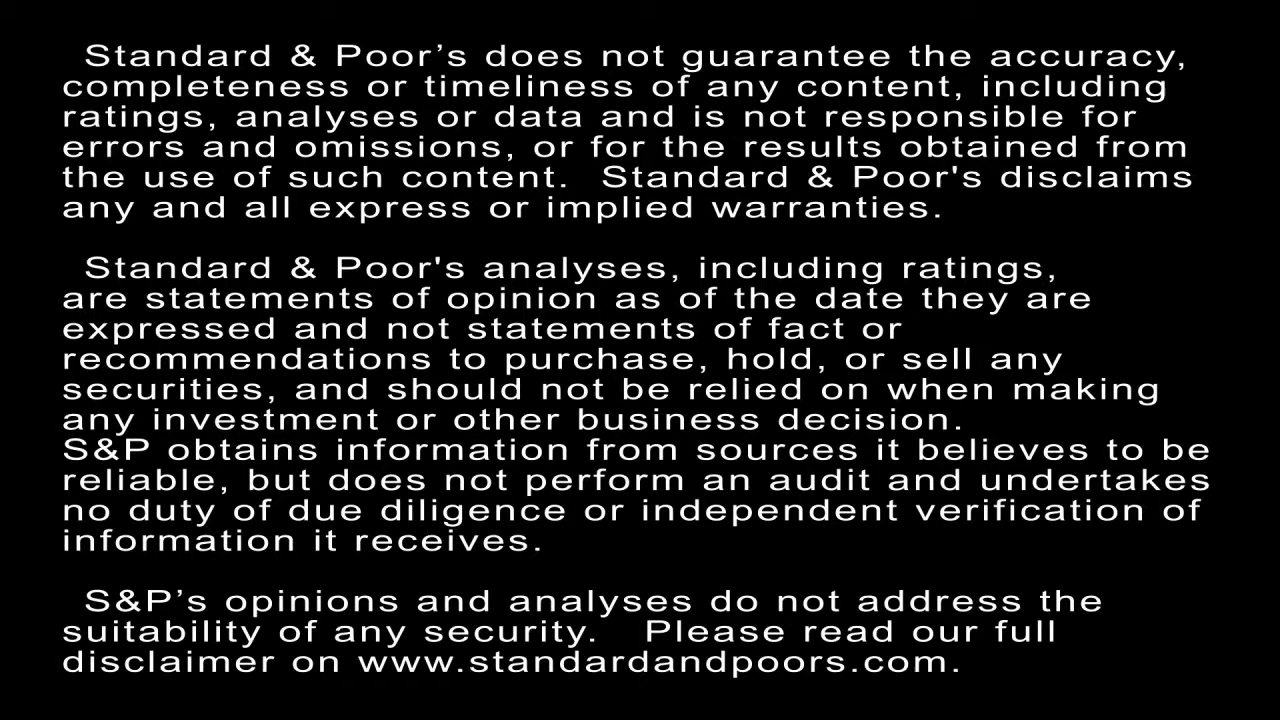 Standard & Poor’s does not guarantee the accuracy,
completeness or timeliness of any content, including
ratings, analyses or data and is not responsible for
errors and omissions, or for the results obtained from
the use of such content.  Standard & Poor's disclaims
any and all express or implied warranties.
Standard & Poor's analyses, including ratings,
are statements of opinion as of the date they are
expressed and not statements of fact or
recommendations to purchase, hold, or sell any
securities, and should not be relied on when making
any investment or other business decision.
S&P obtains information from sources it believes to be
reliable, but does not perform an audit and undertakes
no duty of due diligence or independent verification of
information it receives.
S&P’s opinions and analyses do not address the
suitability of any security.   Please read our full
disclaimer on www.standardandpoors.com.